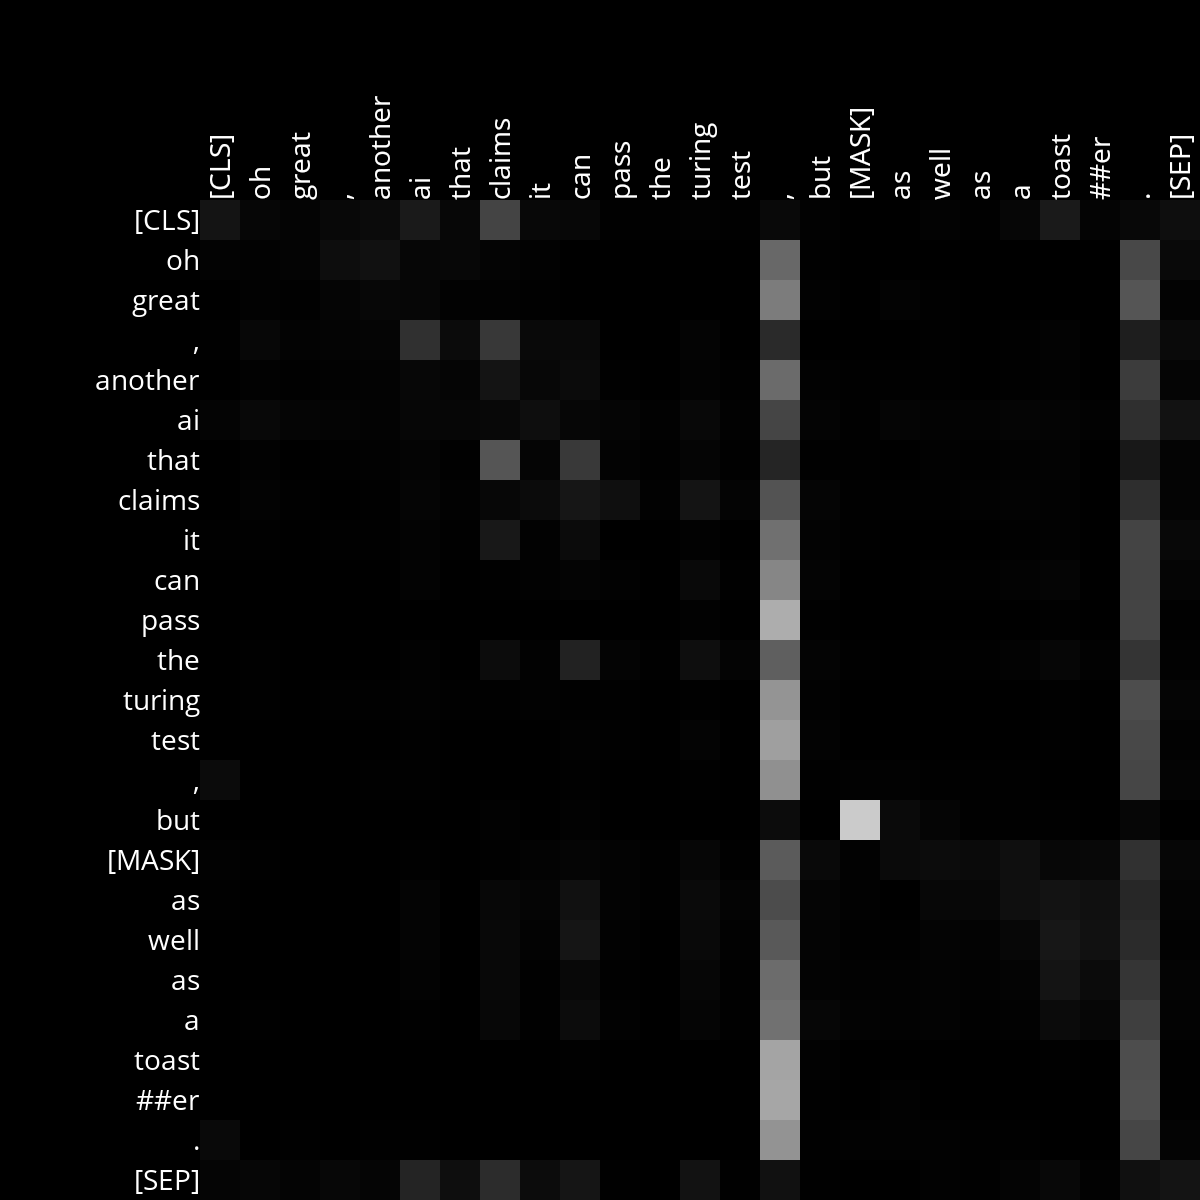 [CLS] oh great , another ai that claims it can pass the turing test , but [MASK] as well as a toast ##er . [SEP]
[CLS]
oh
great
,
another
ai
that
claims
it
can
pass
the
turing
test
,
but
[MASK]
as
well
as
a
toast
##er
.
[SEP]